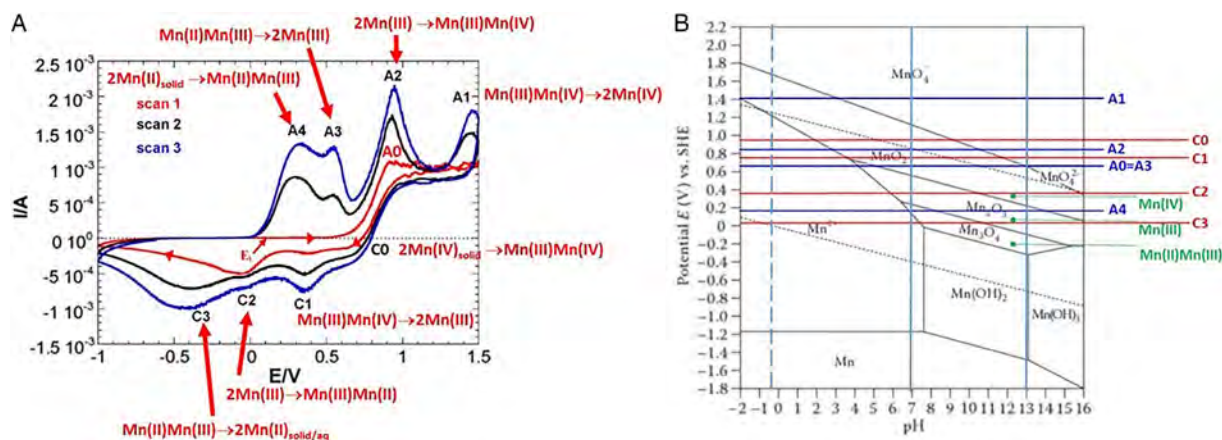 A
2Mn(III) →Mn(III)Mn(IV)
Mn(II)Mn(III)→2Mn(III)
2Mn(II)solid →Mn(II)Mn(III)
Mn(III)Mn(IV)→2Mn(IV)
A2
A1
A4
A3
A0
scan 1
scan 2
scan 3
2.5 10⁻³
2 10⁻³
1.5 10⁻³
1 10⁻³
5 10⁻⁴
0 10⁰
-5 10⁻⁴
-1 10⁻³
-1.5 10⁻³
I/A
C0
C1
C2
C3
2Mn(IV)solid→Mn(III)Mn(IV)
Mn(III)Mn(IV)→2Mn(III)
-1 -0.5 0 0.5 1 1.5
E/V
2Mn(III)→Mn(III)Mn(II)
Mn(II)Mn(III)→2Mn(II)solid/aq
B
Potential E (V) vs. SHE
2.2
2.0
1.8
1.6
1.4
1.2
1.0
0.8
0.6
0.4
0.2
0
-0.2
-0.4
-0.6
-0.8
-1.0
-1.2
-1.4
-1.6
-1.8
MnO₄⁻
MnO₂
MnO₄²⁻
Mn₂O₃
Mn₃O₄
Mn²⁺
Mn(OH)₂
Mn(OH)₃⁻
Mn
A1
C0
A2
C1
A0=A3
C2
Mn(IV)
A4
Mn(III)
C3
Mn(II)Mn(III)
-2 -1 0 1 2 3 4 5 6 7 8 9 10 11 12 13 14 15 16
pH